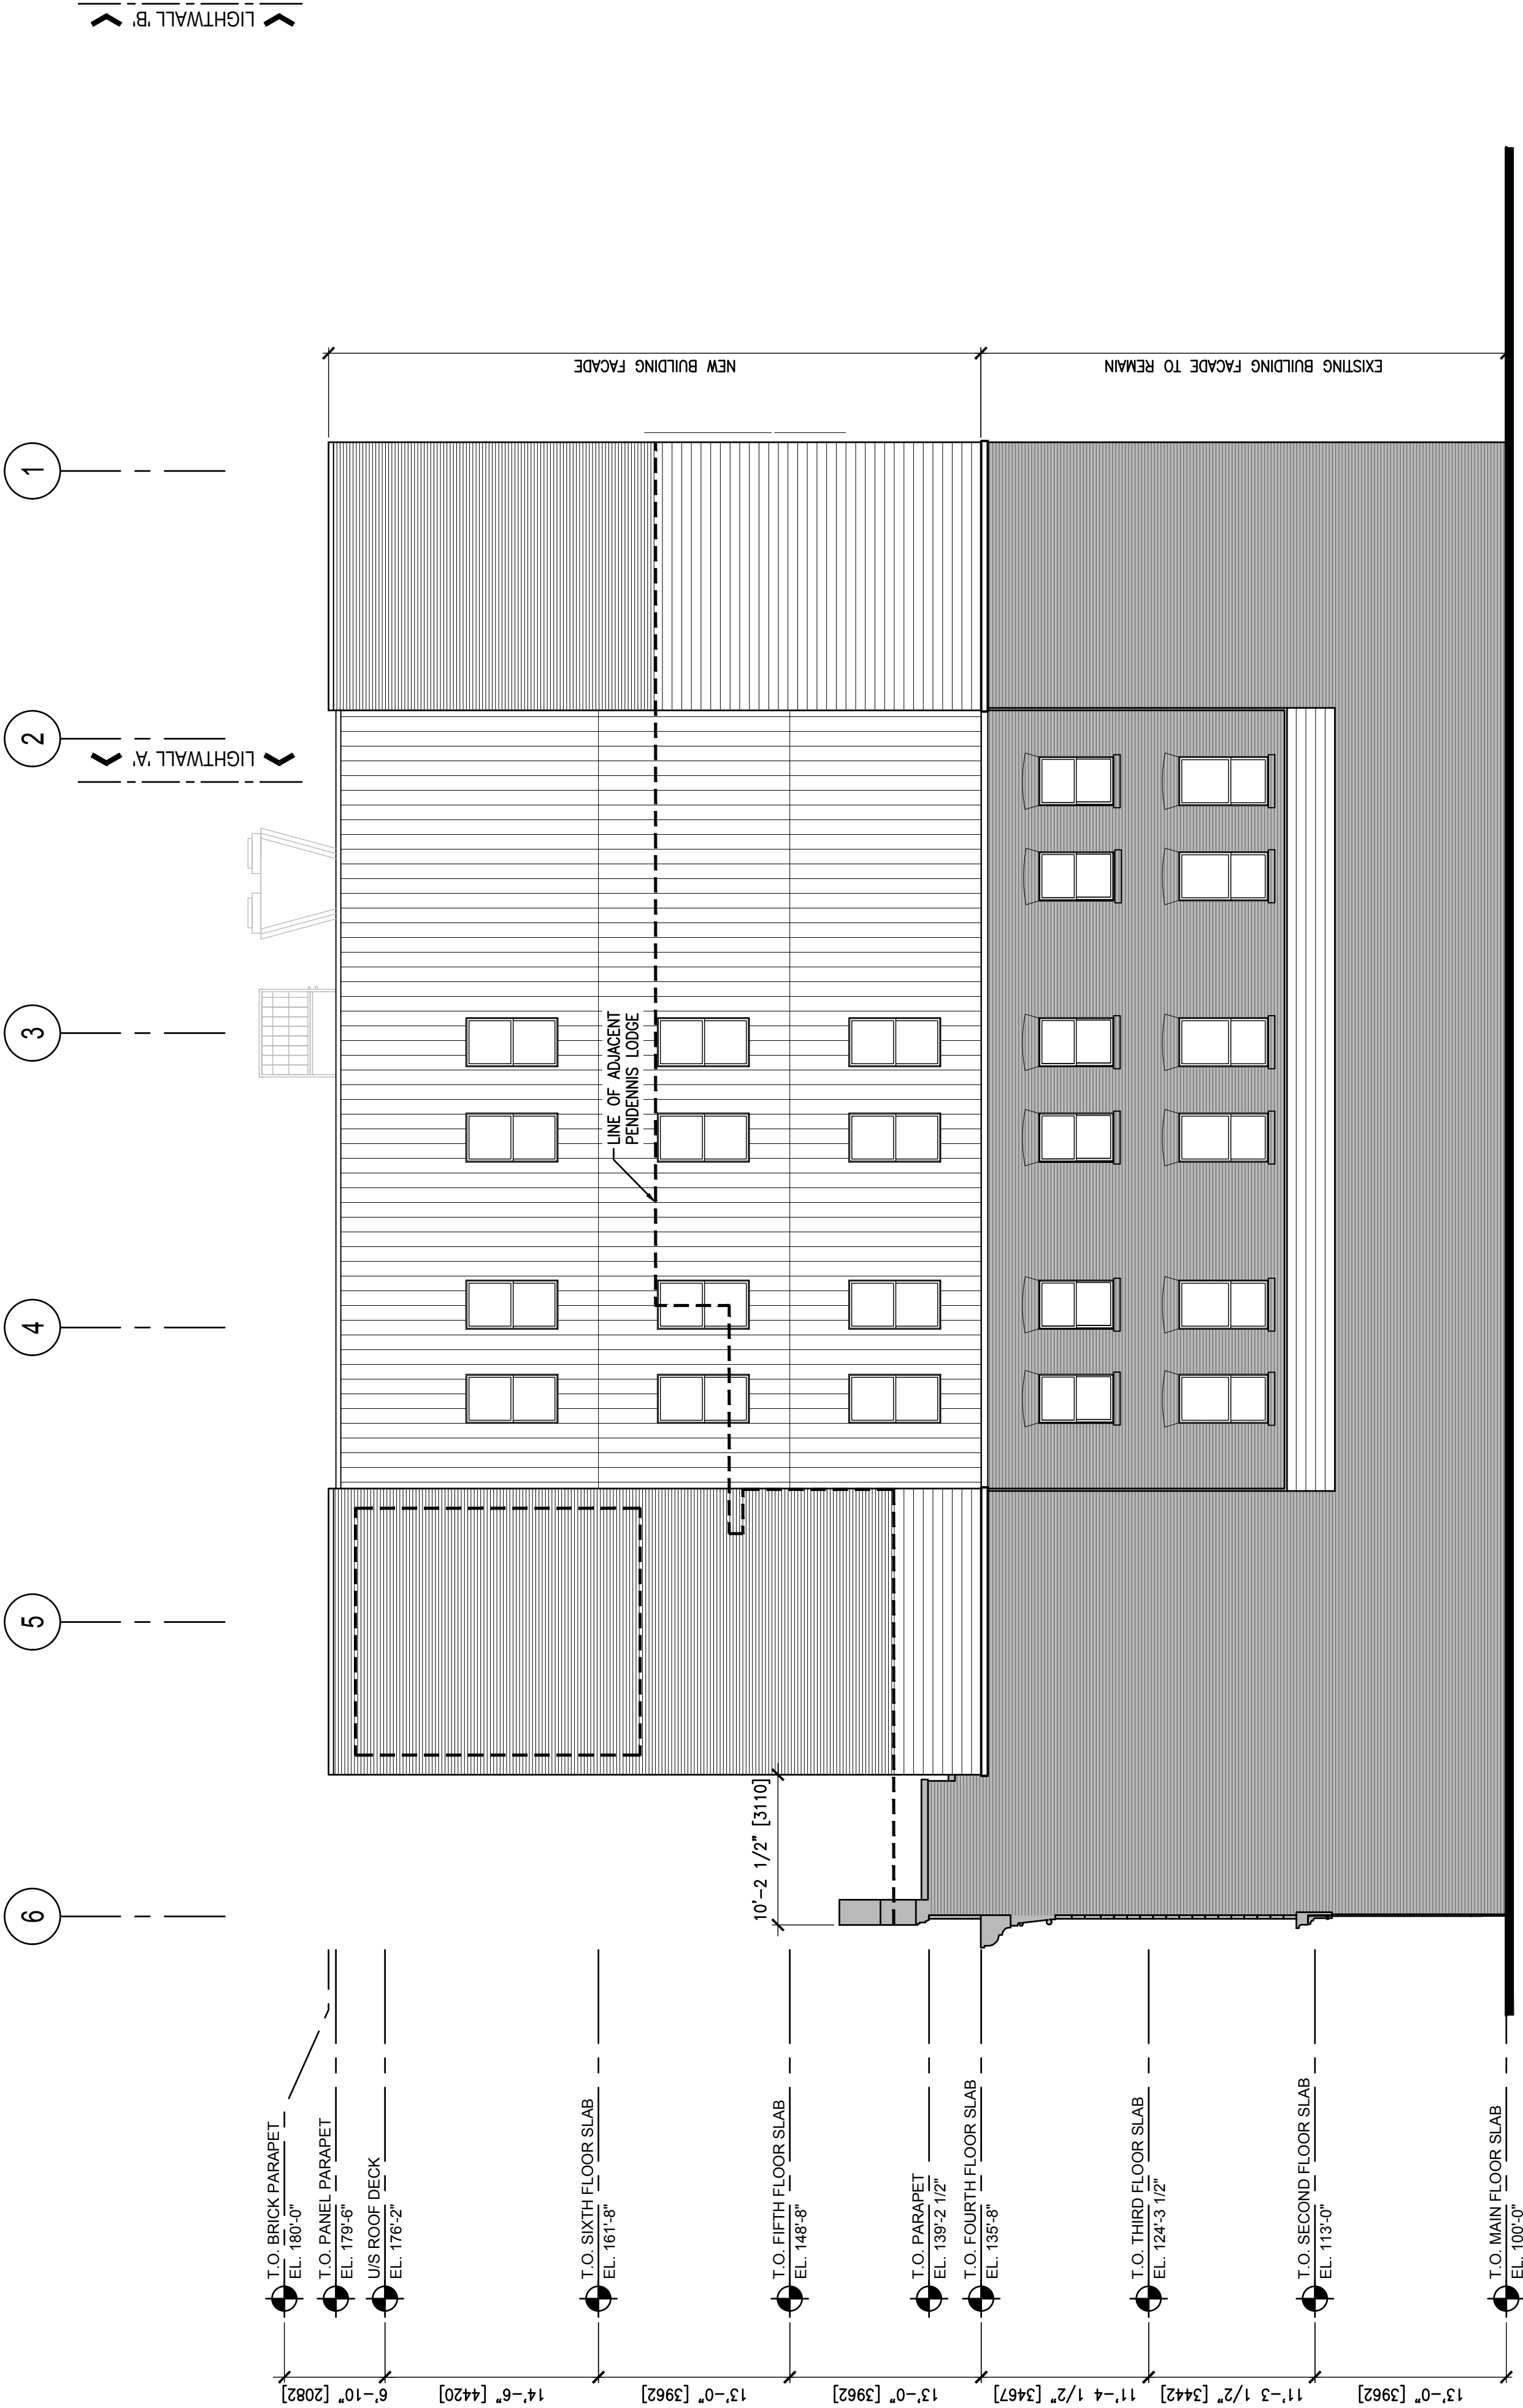 LIGHTWALL 'B'
1
2
LIGHTWALL 'A'
3
4
5
6
NEW BUILDING FACADE
EXISTING BUILDING FACADE TO REMAIN
LINE OF ADJACENT
PENDENNIS LODGE
10'-2 1/2" [3110]
T.O. BRICK PARAPET
EL. 180'-0"
T.O. PANEL PARAPET
EL. 179'-6"
U/S ROOF DECK
EL. 176'-2"
T.O. SIXTH FLOOR SLAB
EL. 161'-8"
T.O. FIFTH FLOOR SLAB
EL. 148'-8"
T.O. PARAPET
EL. 139'-2 1/2"
T.O. FOURTH FLOOR SLAB
EL. 135'-8"
T.O. THIRD FLOOR SLAB
EL. 124'-3 1/2"
T.O. SECOND FLOOR SLAB
EL. 113'-0"
T.O. MAIN FLOOR SLAB
EL. 100'-0"
6'-10" [2082]
14'-6" [4420]
13'-0" [3962]
13'-0" [3962]
11'-4 1/2" [3467]
11'-3 1/2" [3442]
13'-0" [3962]